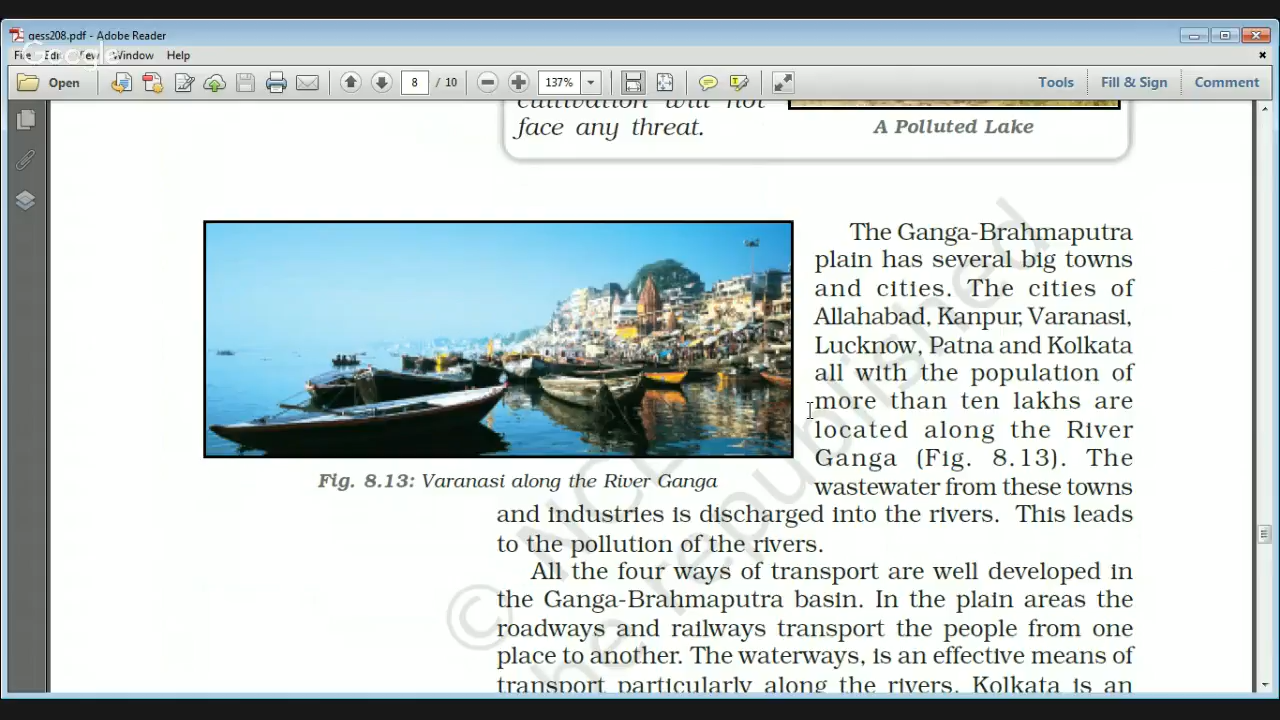 gess208.pdf - Adobe Reader
File Edit View Window Help
Google
Open
8 / 10
137%
Tools
Fill & Sign
Comment
cultivation will not
face any threat.
A Polluted Lake
The Ganga-Brahmaputra
plain has several big towns
and cities. The cities of
Allahabad, Kanpur, Varanasi,
Lucknow, Patna and Kolkata
all with the population of
more than ten lakhs are
located along the River
Ganga (Fig. 8.13). The
wastewater from these towns
and industries is discharged into the rivers. This leads
to the pollution of the rivers.
Fig. 8.13: Varanasi along the River Ganga
All the four ways of transport are well developed in
the Ganga-Brahmaputra basin. In the plain areas the
roadways and railways transport the people from one
place to another. The waterways, is an effective means of
transport particularly along the rivers. Kolkata is an
© NCE
he republished